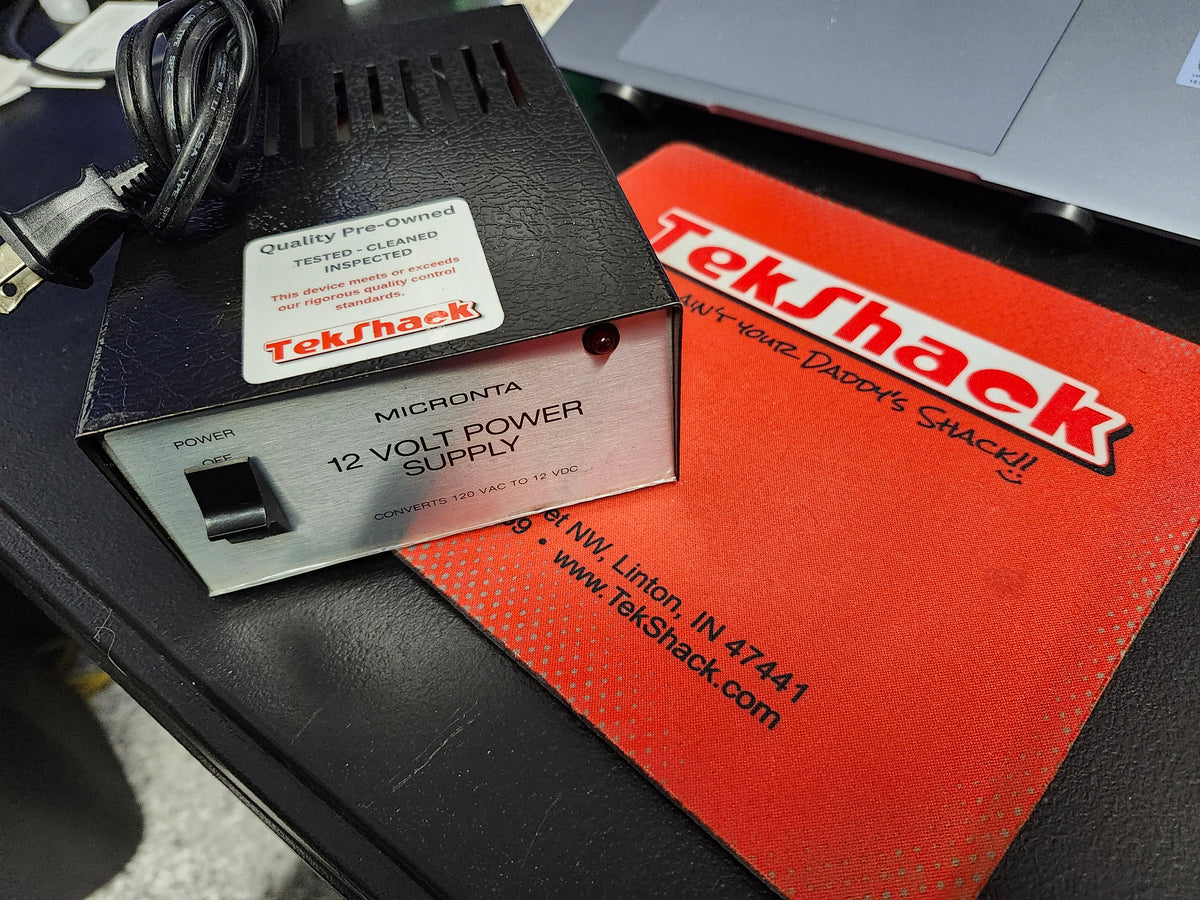 Quality Pre-Owned
TESTED - CLEANED
INSPECTED
This device meets or exceeds
our rigorous quality control
standards.
TekShack
MICRONTA
12 VOLT POWER
SUPPLY
CONVERTS 120 VAC TO 12 VDC
POWER
OFF
TekShack
AIN'T YOUR DADDY'S SHACK!!
NW, Linton, IN 47441
• www.TekShack.com